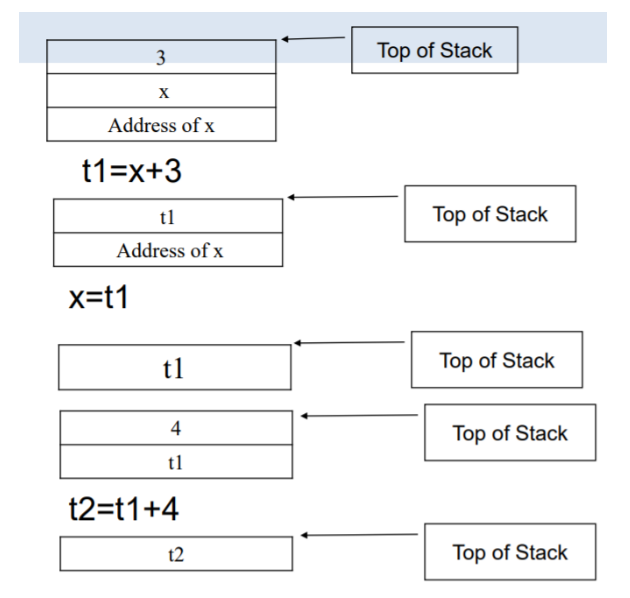 3
Top of Stack
x
Address of x
t1=x+3
t1
Top of Stack
Address of x
x=t1
t1
Top of Stack
4
Top of Stack
t1
t2=t1+4
t2
Top of Stack